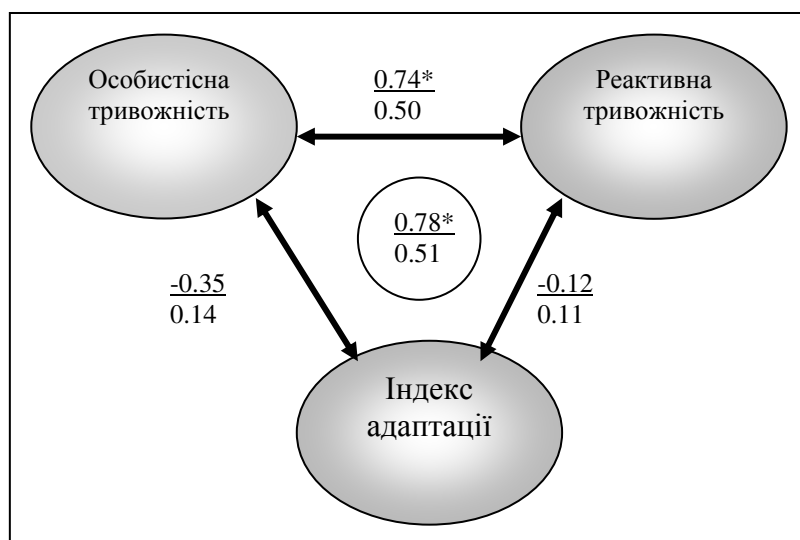 Особистісна
тривожність
0.74*
0.50
Реактивна
тривожність
0.78*
0.51
-0.35
0.14
-0.12
0.11
Індекс
адаптації